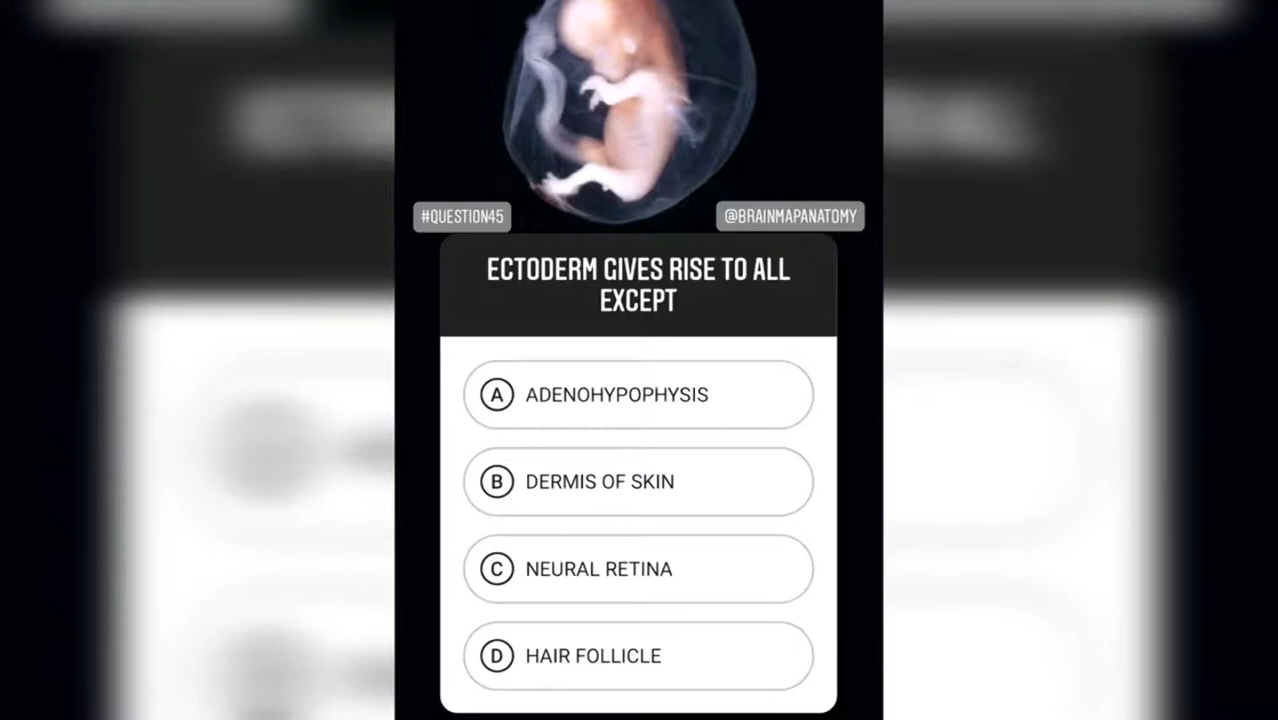 #QUESTION45
@BRAINMAPANATOMY
ECTODERM GIVES RISE TO ALL
EXCEPT
A ADENOHYPOPHYSIS
B DERMIS OF SKIN
C NEURAL RETINA
D HAIR FOLLICLE